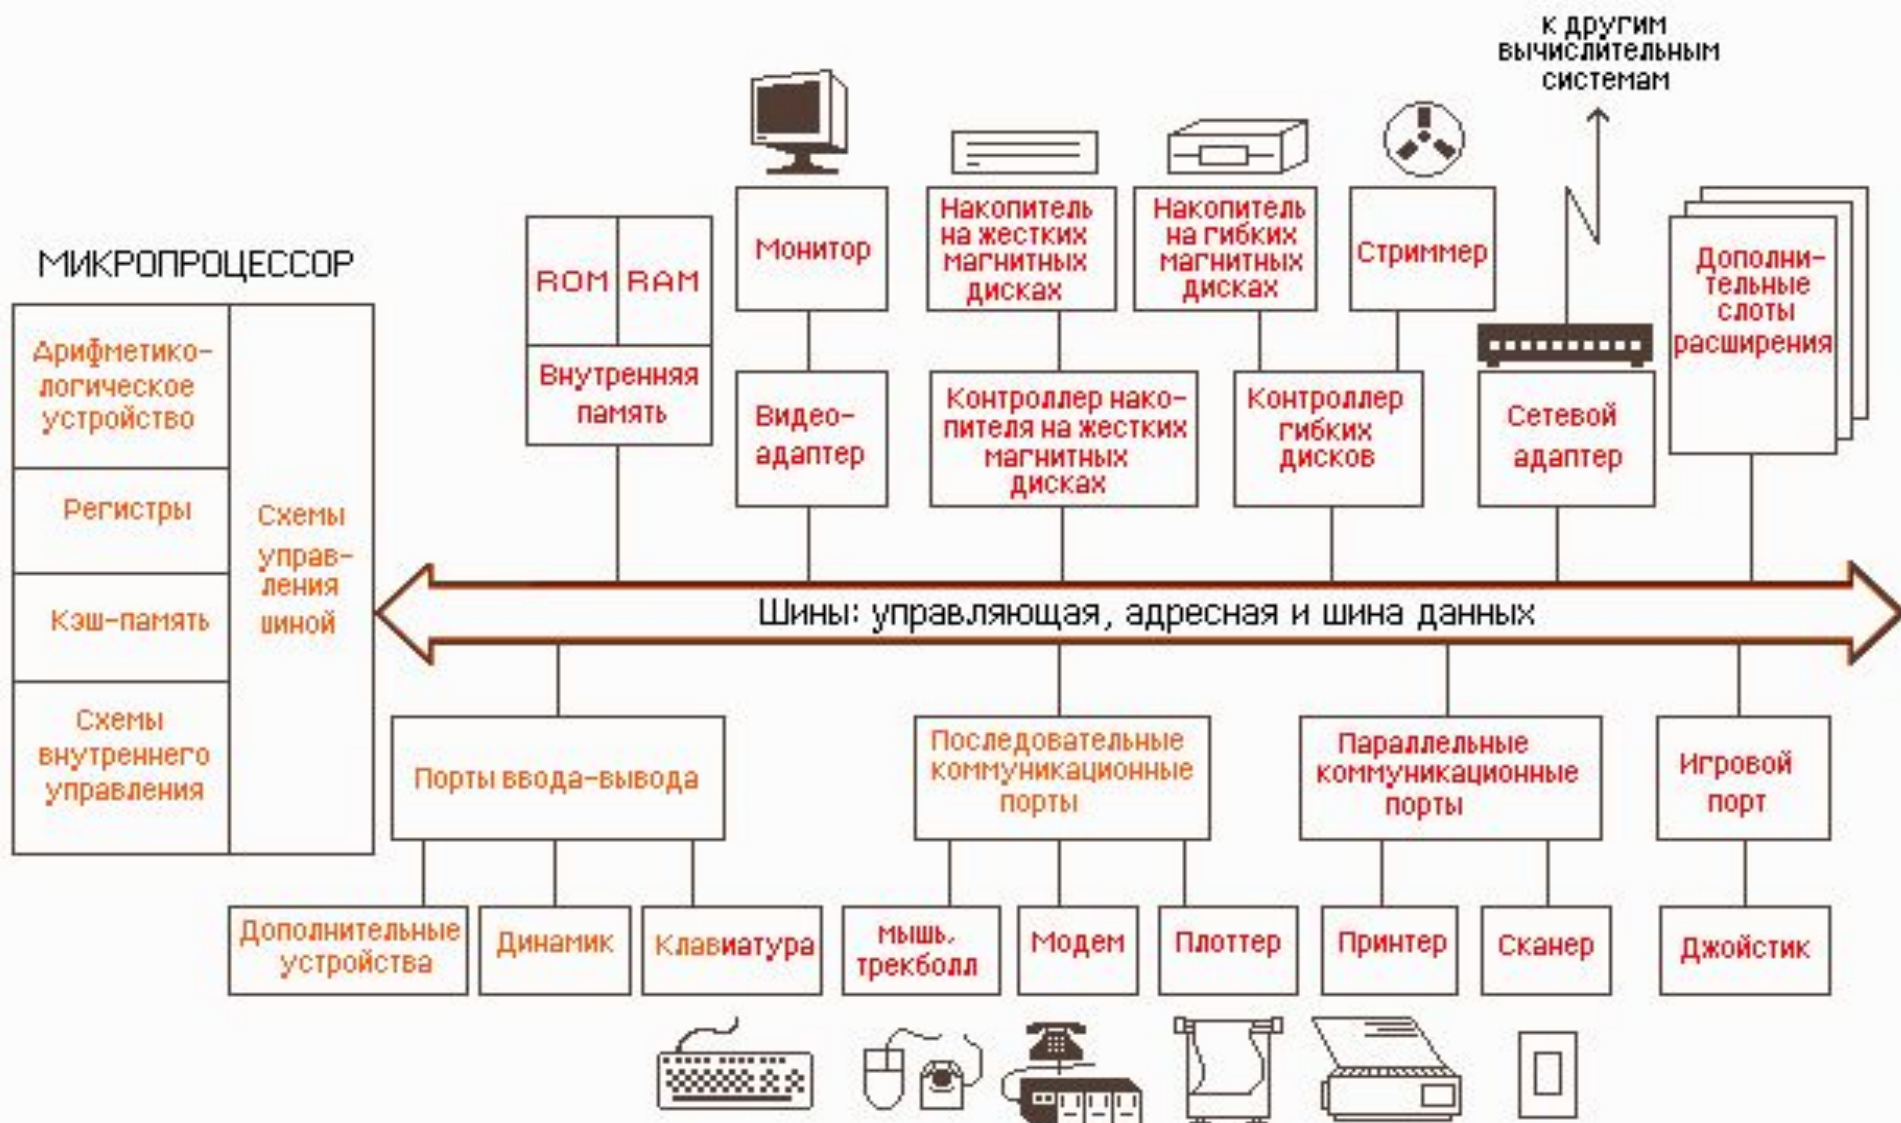 к другим
вычислительным
системам
МИКРОПРОЦЕССОР
Арифметико-
логическое
устройство
Регистры
Кэш-память
Схемы
внутреннего
управления
Схемы
управ-
ления
шиной
ROM RAM
Внутренняя
память
Монитор
Видео-
адаптер
Накопитель
на жестких
магнитных
дисках
Контроллер нако-
пителя на жестких
магнитных
дисках
Накопитель
на гибких
магнитных
дисках
Стриммер
Контроллер
гибких
дисков
Сетевой
адаптер
Дополни-
тельные
слоты
расширения
Шины: управляющая, адресная и шина данных
Порты ввода-вывода
Последовательные
коммуникационные
порты
Параллельные
коммуникационные
порты
Игровой
порт
Дополнительные
устройства
Динамик
Клавиатура
мышь,
трекболл
Модем
Плоттер
Принтер
Сканер
Джойстик